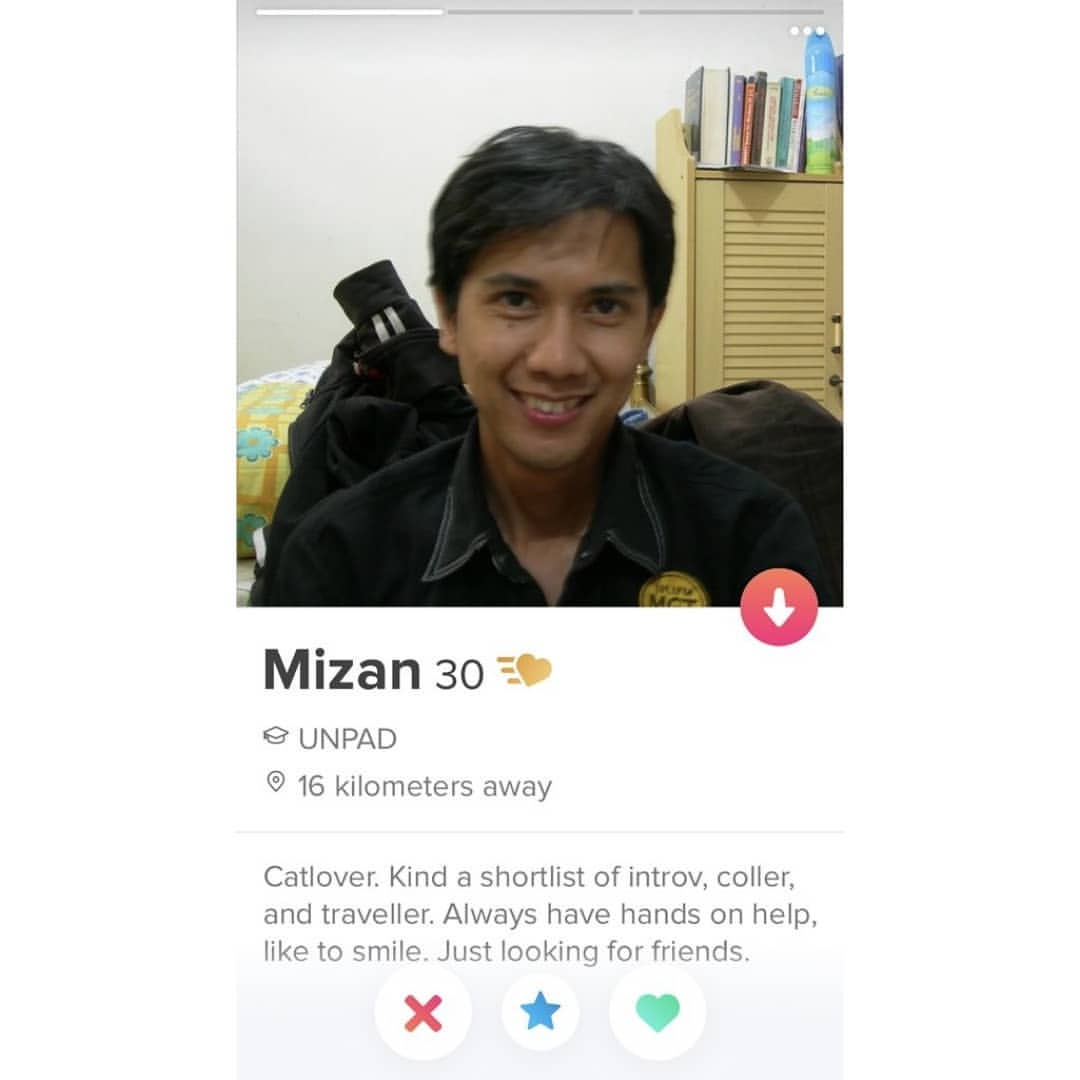 Mizan 30
UNPAD
16 kilometers away
Catlover. Kind a shortlist of introv, coller,
and traveller. Always have hands on help,
like to smile. Just looking for friends.